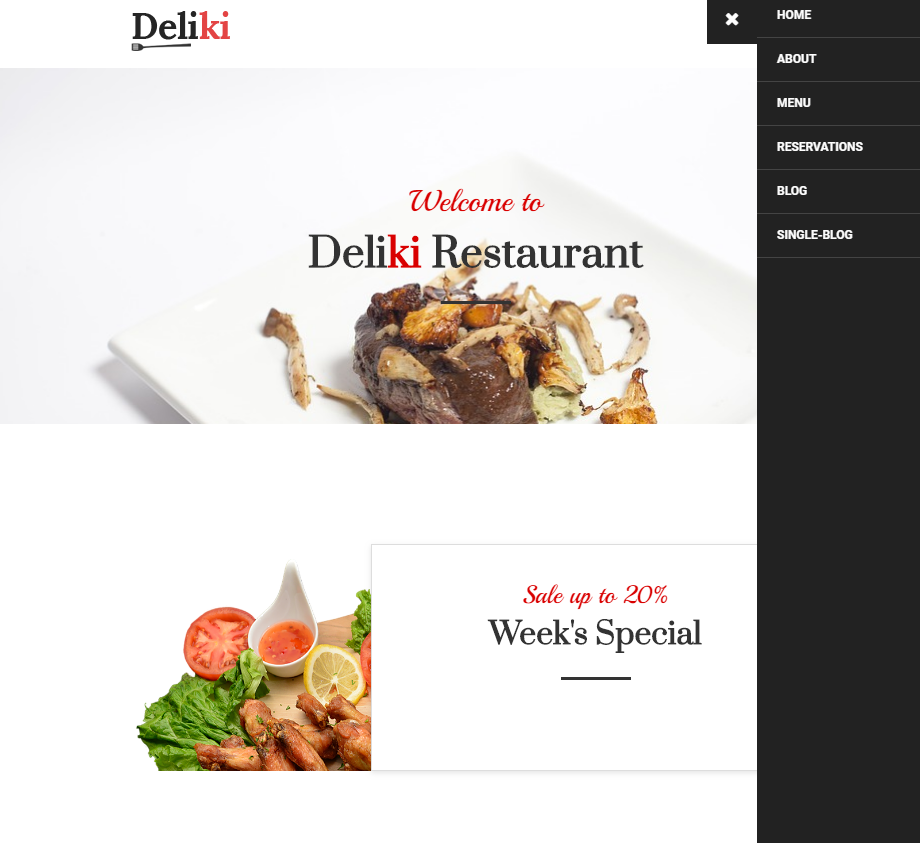 Deliki
HOME
ABOUT
MENU
RESERVATIONS
BLOG
SINGLE-BLOG
Welcome to
Deliki Restaurant
Sale up to 20%
Week's Special